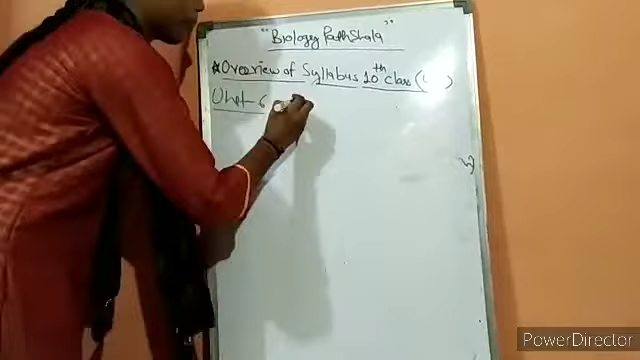 "Biology Pathshala"
*Overview of Syllabus 10th class (
Unit-6
PowerDirector